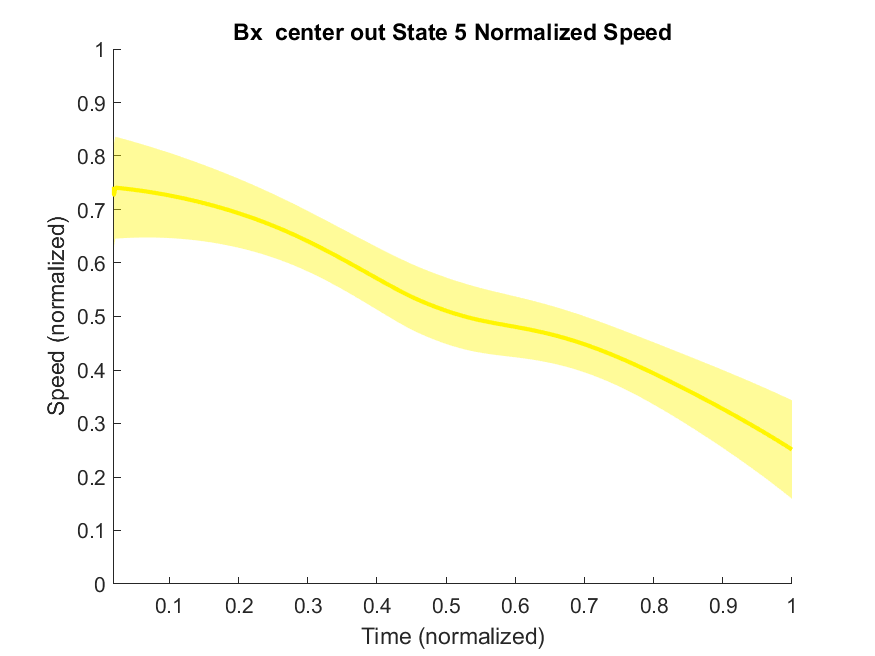 Bx  center out State 5 Normalized Speed
1
0.9
0.8
0.7
0.6
0.5
0.4
0.3
0.2
0.1
0
Speed (normalized)
0.1 0.2 0.3 0.4 0.5 0.6 0.7 0.8 0.9 1
Time (normalized)